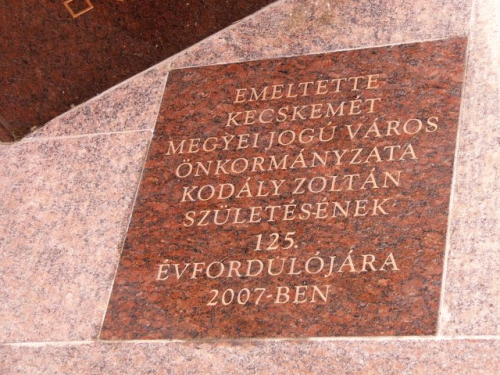 EMELTETTE
KECSKEMÉT
MEGYEI JOGÚ VÁROS
ÖNKORMÁNYZATA
KODÁLY ZOLTÁN
SZÜLETÉSÉNEK
125.
ÉVFORDULÓJÁRA
2007-BEN